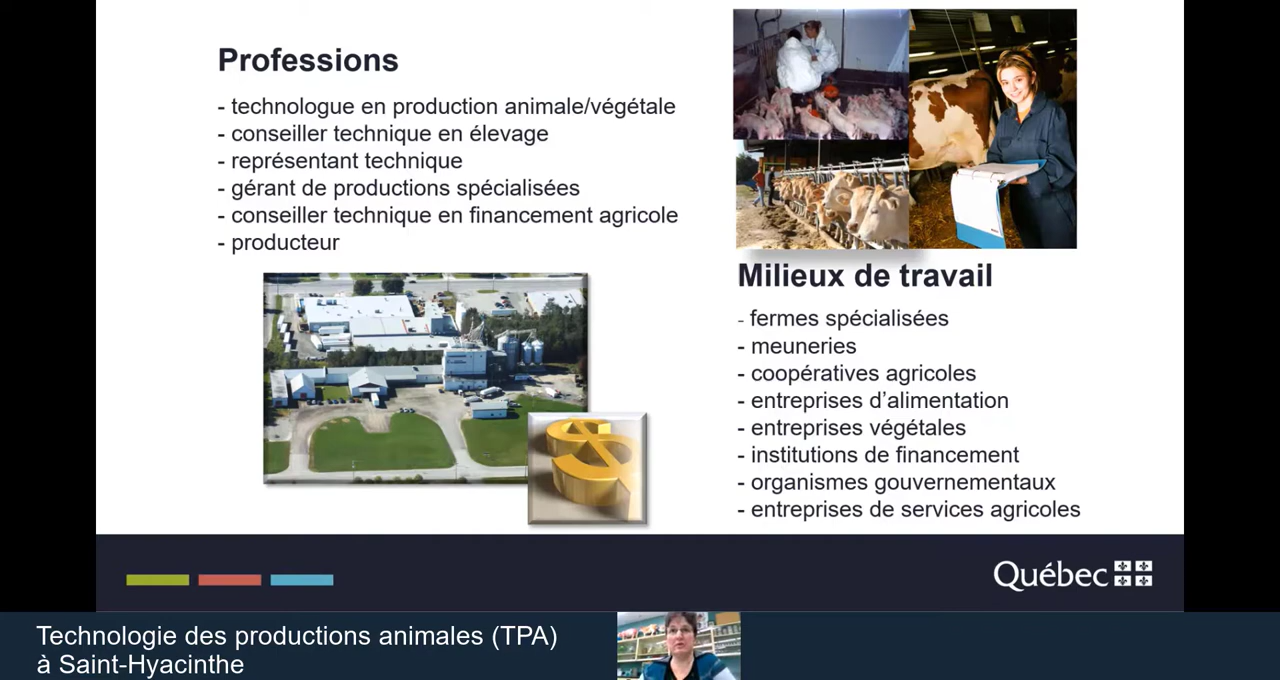 Professions
- technologue en production animale/végétale
- conseiller technique en élevage
- représentant technique
- gérant de productions spécialisées
- conseiller technique en financement agricole
- producteur
Milieux de travail
- fermes spécialisées
- meuneries
- coopératives agricoles
- entreprises d’alimentation
- entreprises végétales
- institutions de financement
- organismes gouvernementaux
- entreprises de services agricoles
Québec
Technologie des productions animales (TPA)
à Saint-Hyacinthe